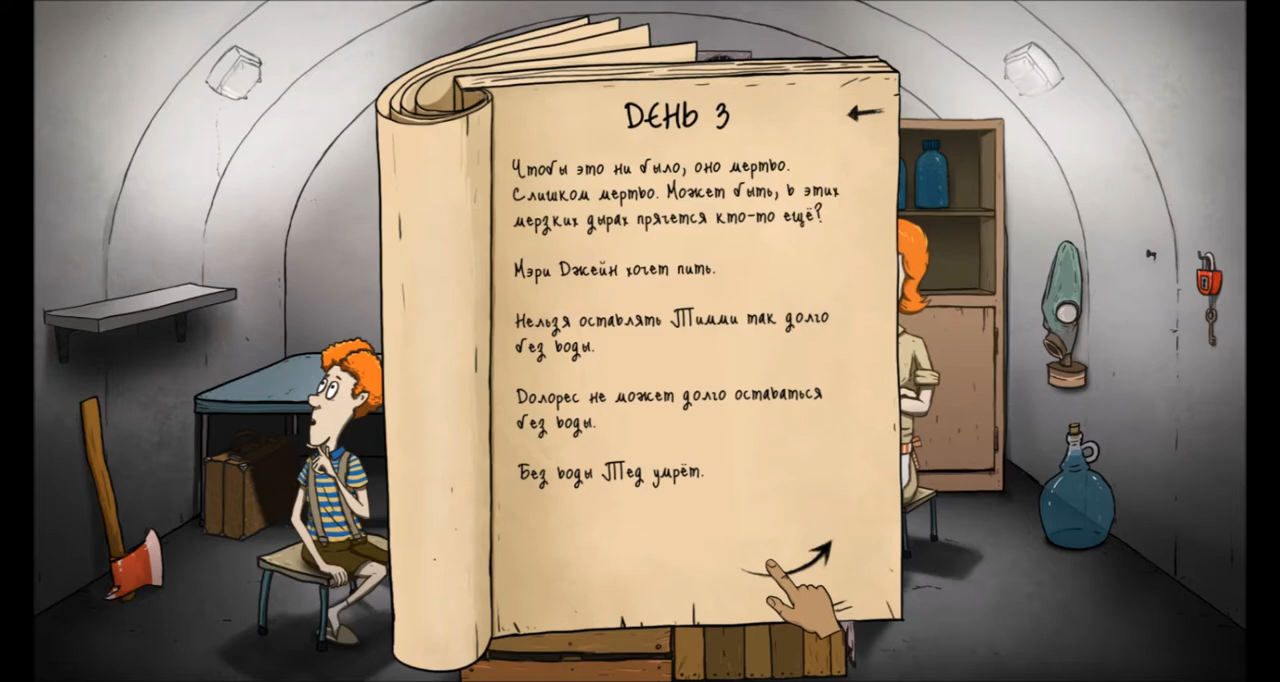 День 3
Чтобы это ни было, оно мертво.
Слишком мертво. Может быть, в этих
мерзких дырах прячется кто-то ещё?
Мэри Джейн хочет пить.
Нельзя оставлять Тимми так долго
без воды.
Долорес не может долго оставаться
без воды.
Без воды Тед умрёт.